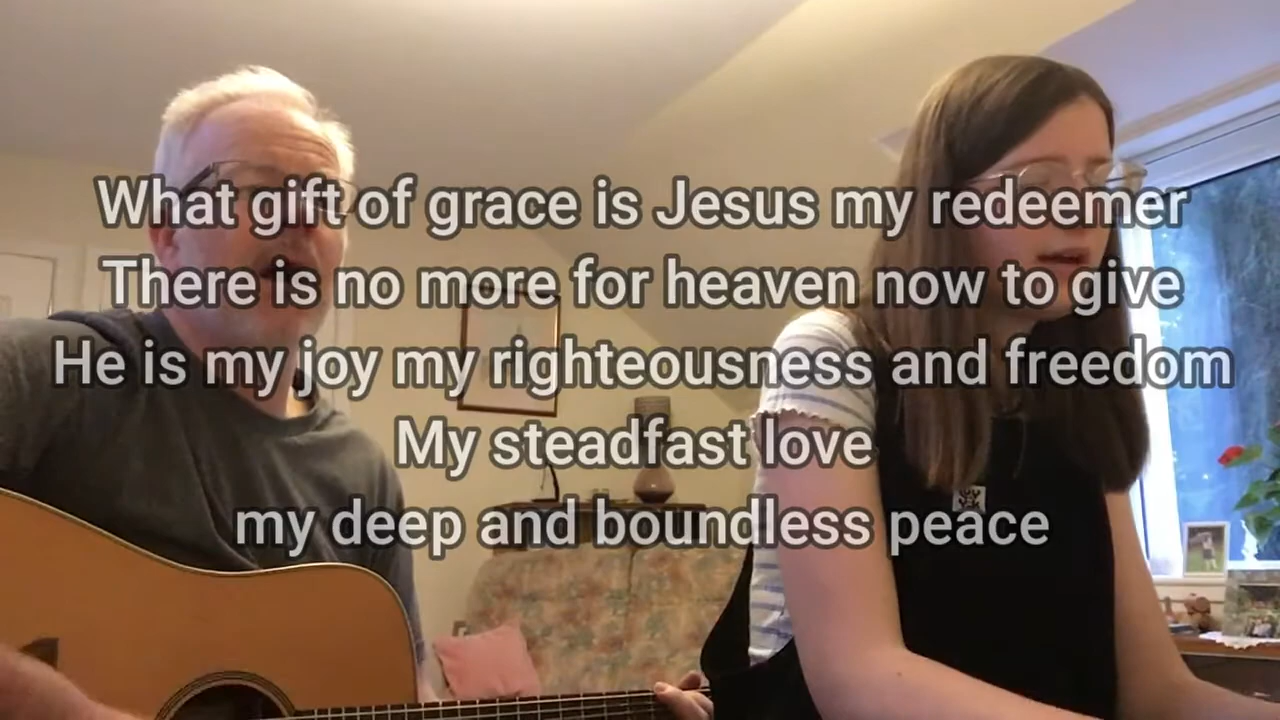 What gift of grace is Jesus my redeemer
There is no more for heaven now to give
He is my joy my righteousness and freedom
My steadfast love
my deep and boundless peace